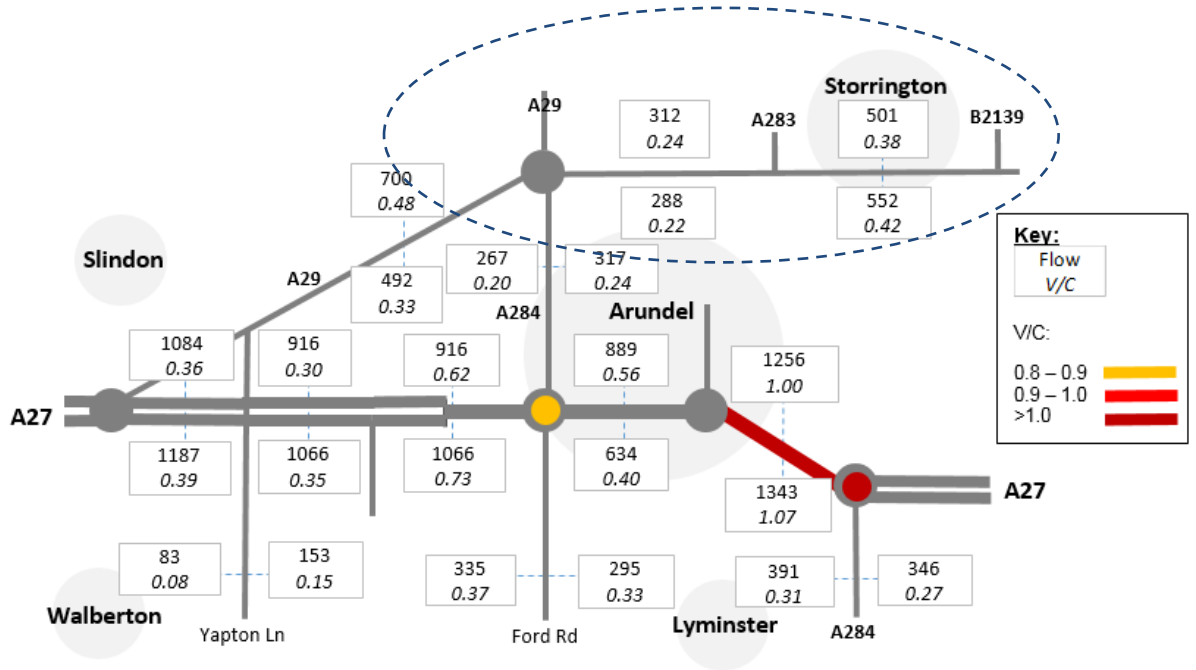 Storrington
A29
312
0.24
A283
501
0.38
B2139
700
0.48
288
0.22
552
0.42
Key:
Flow
V/C
V/C:
0.8 – 0.9
0.9 – 1.0
>1.0
Slindon
A29
492
0.33
267
0.20
317
0.24
A284
Arundel
1084
0.36
916
0.30
916
0.62
889
0.56
1256
1.00
A27
1187
0.39
1066
0.35
1066
0.73
634
0.40
1343
1.07
A27
83
0.08
153
0.15
335
0.37
295
0.33
391
0.31
346
0.27
Walberton
Yapton Ln
Ford Rd
Lyminster
A284